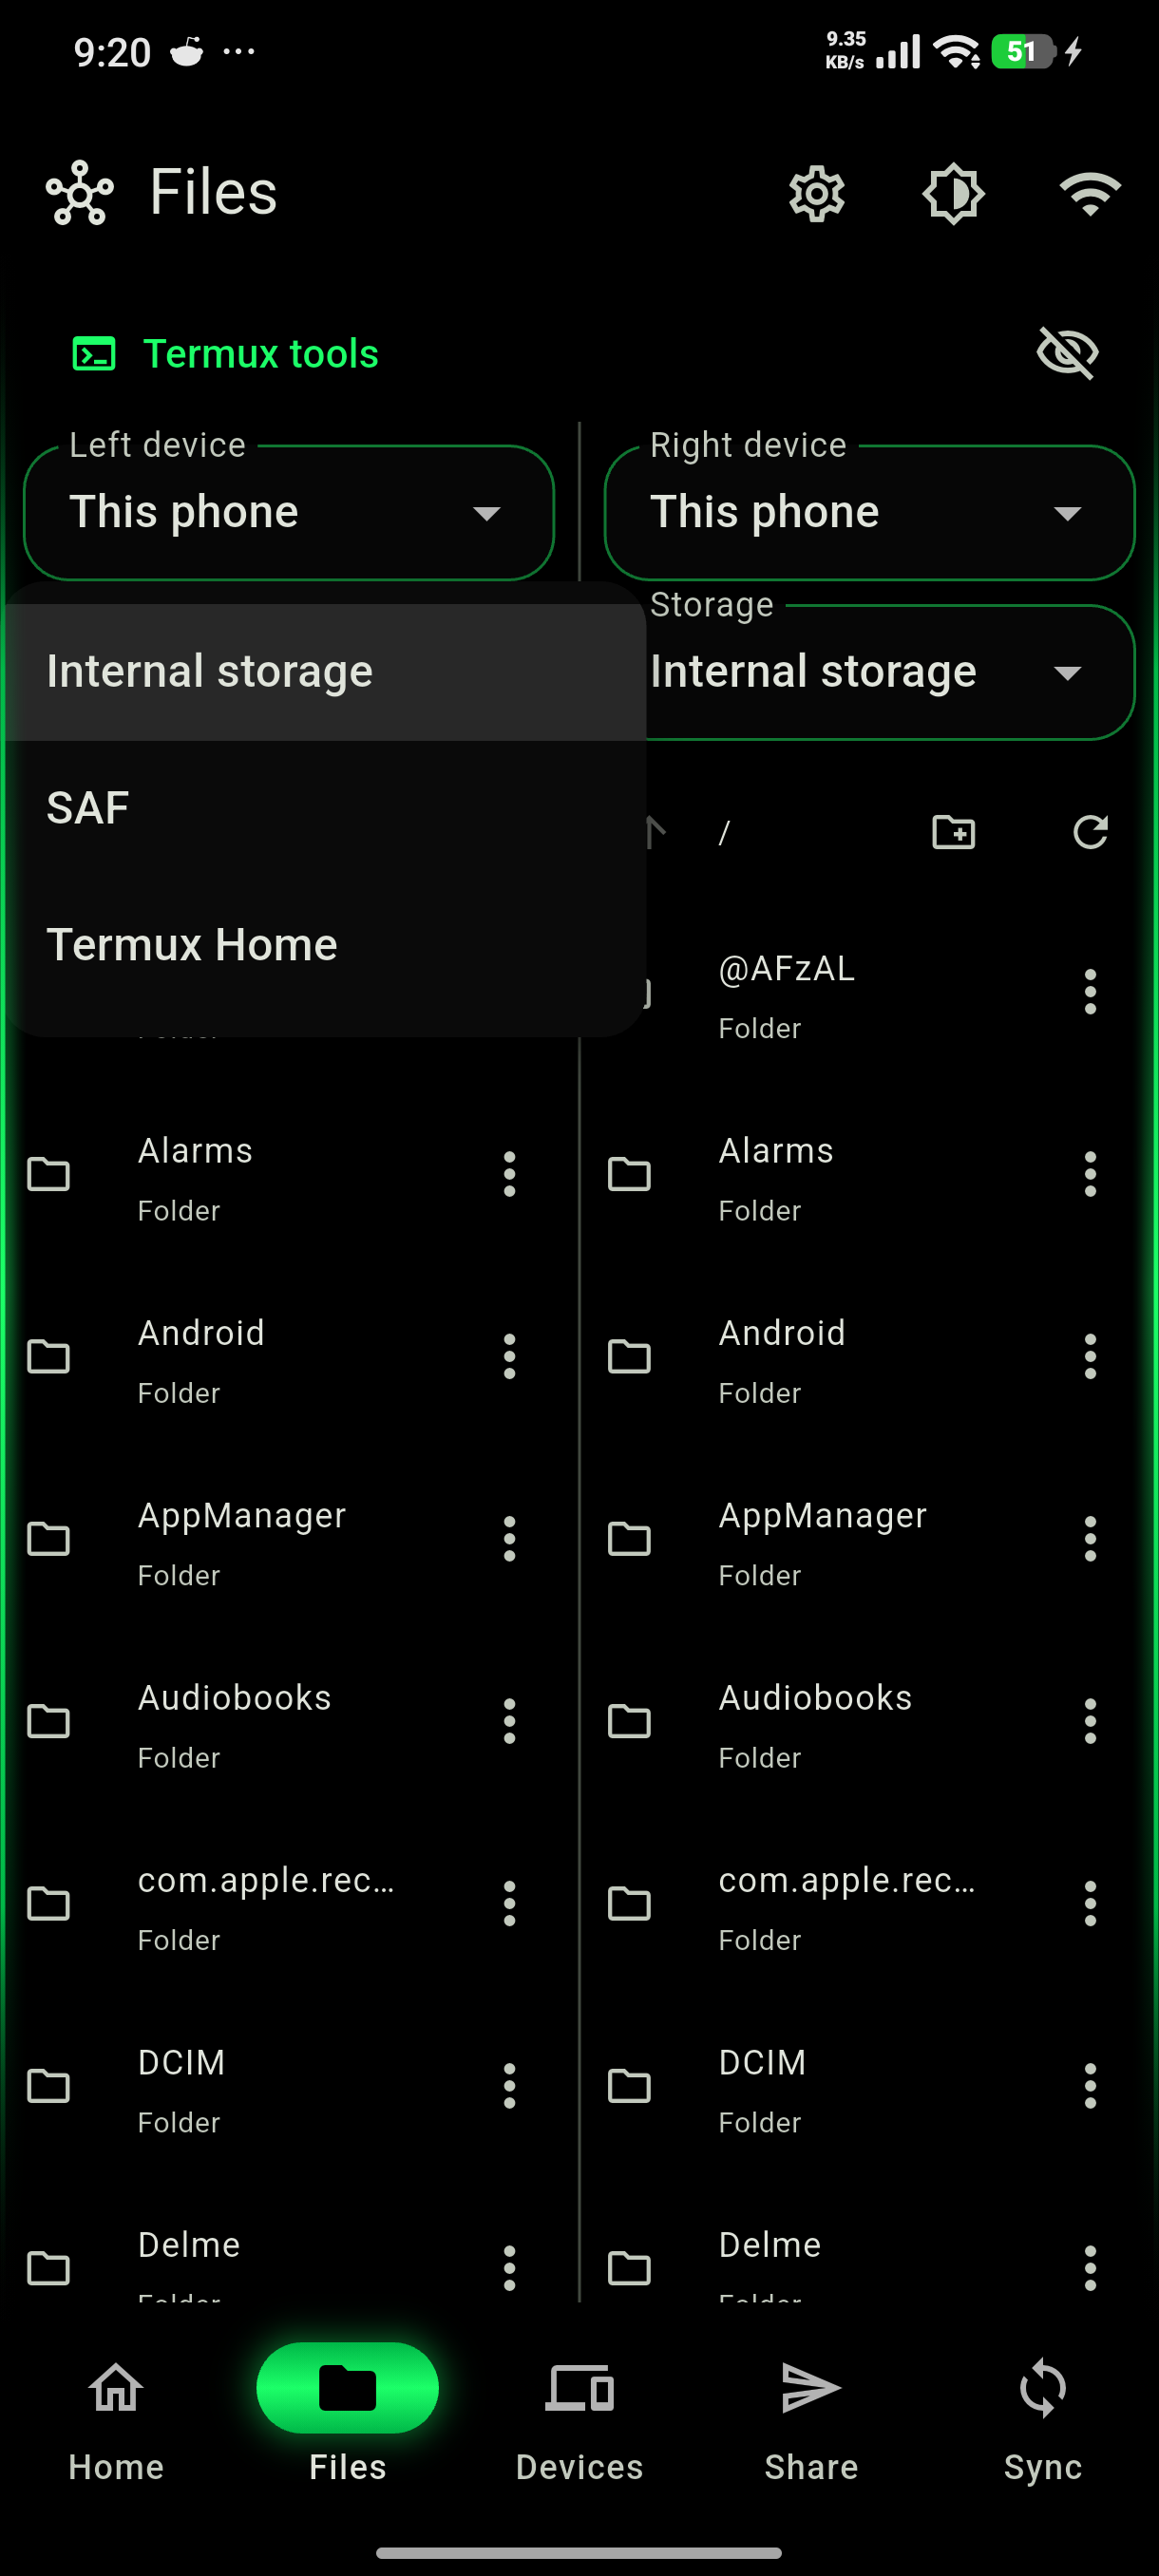 9:20
9.35
KB/s
51
Files
Termux tools
Left device
Right device
This phone
This phone
Storage
Internal storage
Internal storage
SAF
/
Termux Home
@AFzAL
Folder
Alarms
Folder
Alarms
Folder
Android
Folder
Android
Folder
AppManager
Folder
AppManager
Folder
Audiobooks
Folder
Audiobooks
Folder
com.apple.rec...
Folder
com.apple.rec...
Folder
DCIM
Folder
DCIM
Folder
Delme
Delme
Home
Files
Devices
Share
Sync